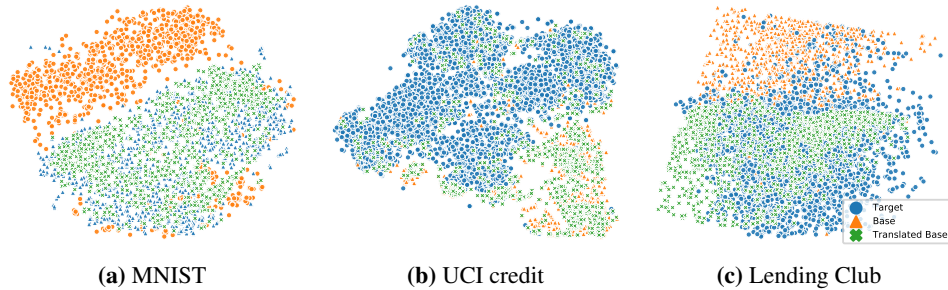 Target
Base
Translated Base
(a) MNIST
(b) UCI credit
(c) Lending Club